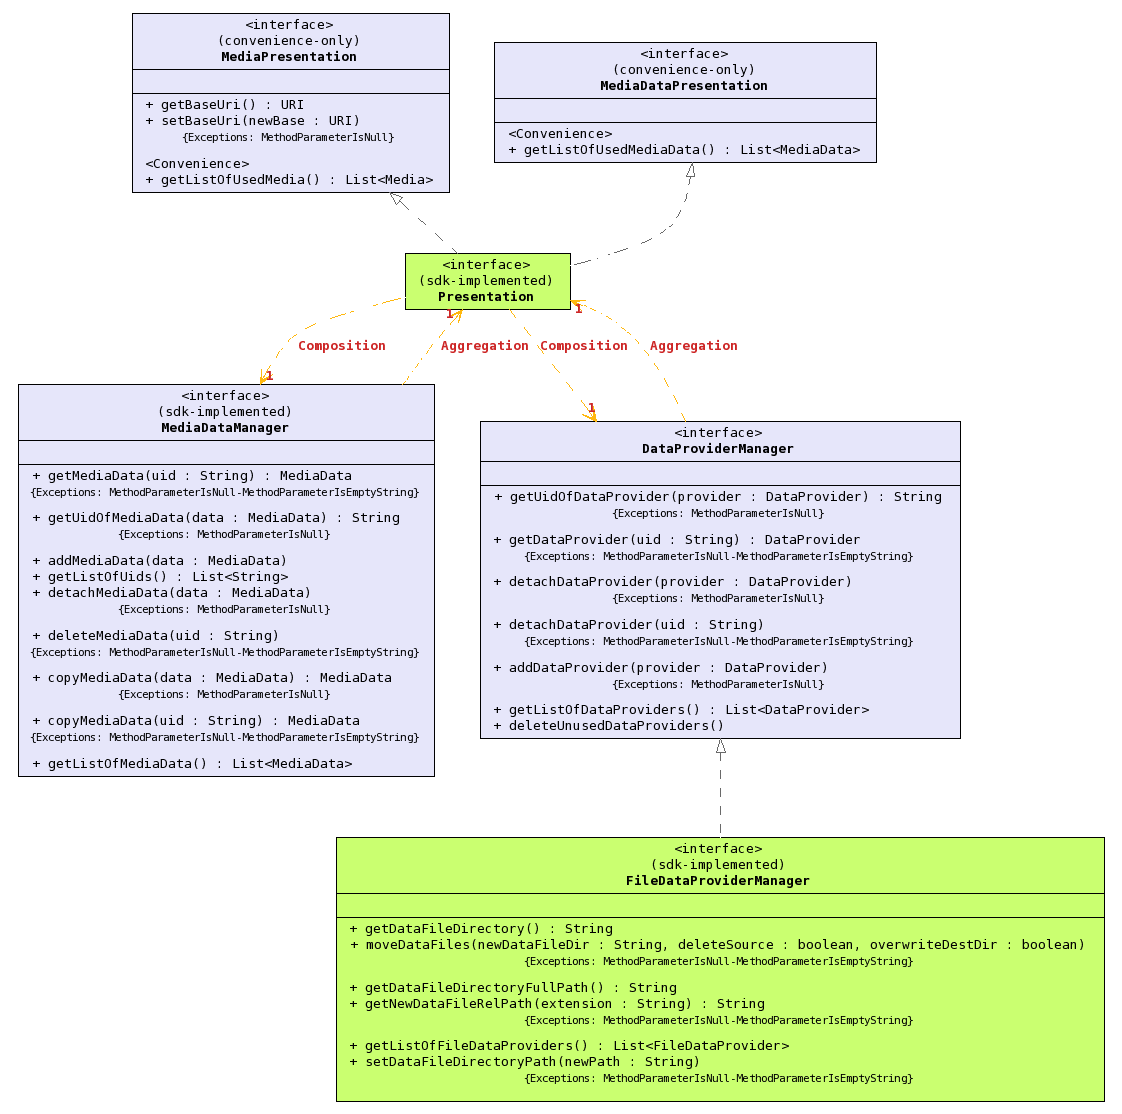 <interface>
(convenience-only)
MediaPresentation
+ getBaseUri() : URI
+ setBaseUri(newBase : URI)
{Exceptions: MethodParameterIsNull}
<Convenience>
+ getListOfUsedMedia() : List<Media>
<interface>
(convenience-only)
MediaDataPresentation
<Convenience>
+ getListOfUsedMediaData() : List<MediaData>
<interface>
(sdk-implemented)
Presentation
1
1
Composition
Aggregation
Composition
Aggregation
1
1
<interface>
(sdk-implemented)
MediaDataManager
+ getMediaData(uid : String) : MediaData
{Exceptions: MethodParameterIsNull-MethodParameterIsEmptyString}
+ getUidOfMediaData(data : MediaData) : String
{Exceptions: MethodParameterIsNull}
+ addMediaData(data : MediaData)
+ getListOfUids() : List<String>
+ detachMediaData(data : MediaData)
{Exceptions: MethodParameterIsNull}
+ deleteMediaData(uid : String)
{Exceptions: MethodParameterIsNull-MethodParameterIsEmptyString}
+ copyMediaData(data : MediaData) : MediaData
{Exceptions: MethodParameterIsNull}
+ copyMediaData(uid : String) : MediaData
{Exceptions: MethodParameterIsNull-MethodParameterIsEmptyString}
+ getListOfMediaData() : List<MediaData>
<interface>
DataProviderManager
+ getUidOfDataProvider(provider : DataProvider) : String
{Exceptions: MethodParameterIsNull}
+ getDataProvider(uid : String) : DataProvider
{Exceptions: MethodParameterIsNull-MethodParameterIsEmptyString}
+ detachDataProvider(provider : DataProvider)
{Exceptions: MethodParameterIsNull}
+ detachDataProvider(uid : String)
{Exceptions: MethodParameterIsNull-MethodParameterIsEmptyString}
+ addDataProvider(provider : DataProvider)
{Exceptions: MethodParameterIsNull}
+ getListOfDataProviders() : List<DataProvider>
+ deleteUnusedDataProviders()
<interface>
(sdk-implemented)
FileDataProviderManager
+ getDataFileDirectory() : String
+ moveDataFiles(newDataFileDir : String, deleteSource : boolean, overwriteDestDir : boolean)
{Exceptions: MethodParameterIsNull-MethodParameterIsEmptyString}
+ getDataFileDirectoryFullPath() : String
+ getNewDataFileRelPath(extension : String) : String
{Exceptions: MethodParameterIsNull-MethodParameterIsEmptyString}
+ getListOfFileDataProviders() : List<FileDataProvider>
+ setDataFileDirectoryPath(newPath : String)
{Exceptions: MethodParameterIsNull-MethodParameterIsEmptyString}